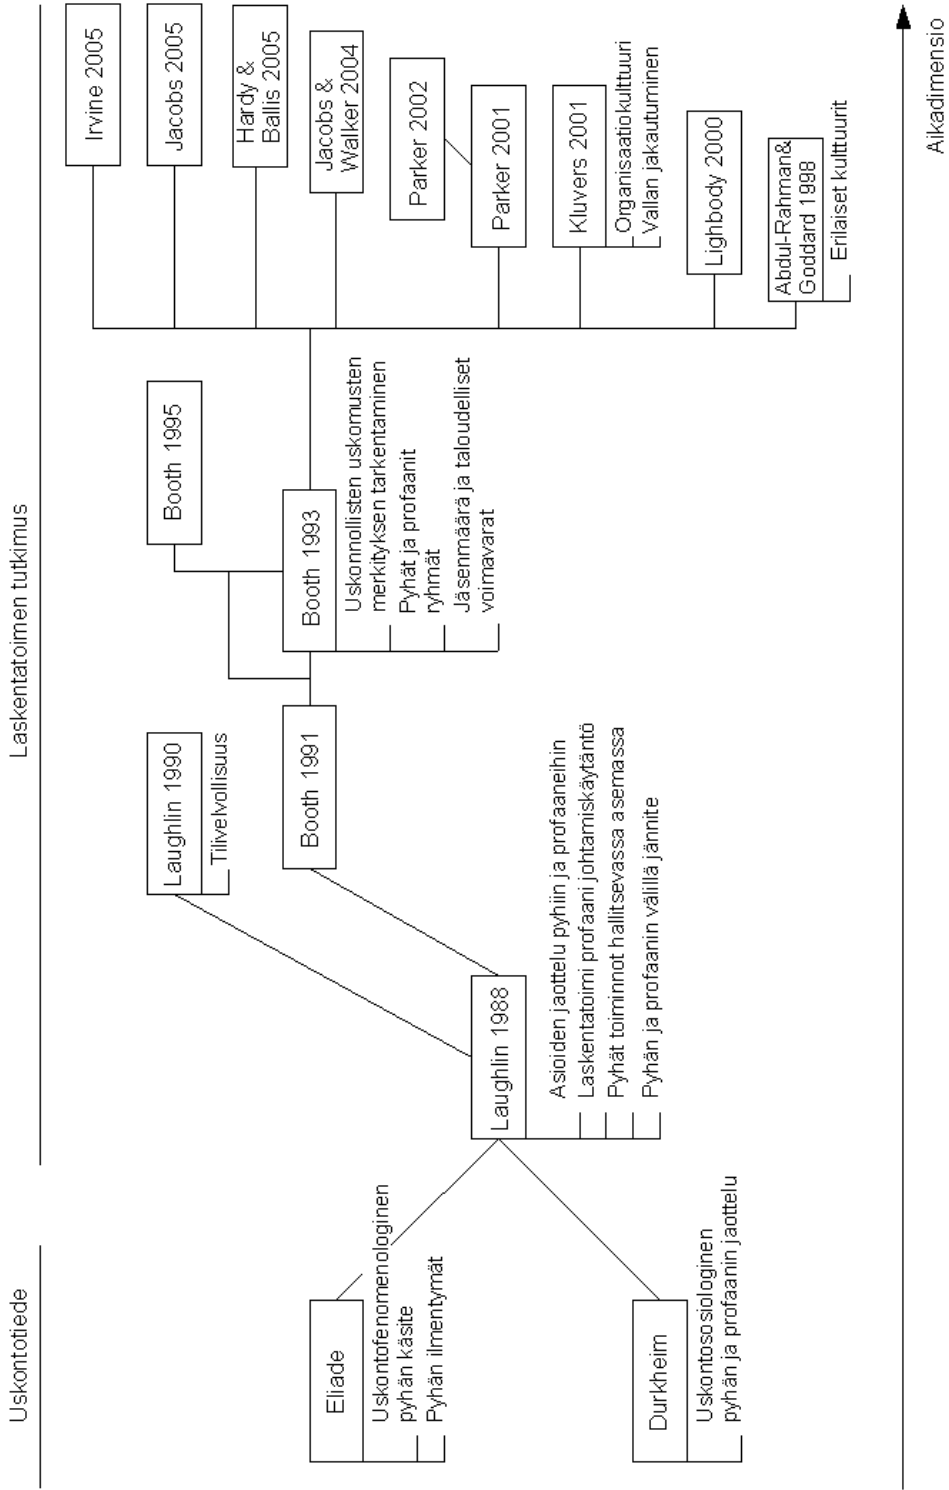 Uskontotiede
Laskentatoimen tutkimus
Eliade
Uskontofenomenologinen
pyhän käsite
Pyhän ilmentymät
Durkheim
Uskontososiologinen
pyhän ja profaanin jaottelu
Laughlin 1988
Asioiden jaottelu pyhiin ja profaaneihin
Laskentatoimi profaani johtamiskäytäntö
Pyhät toiminnot hallitsevassa asemassa
Pyhän ja profaanin välillä jännite
Laughlin 1990
Tilivelvollisuus
Booth 1991
Booth 1993
Uskonnollisten uskomusten
merkityksen tarkentaminen
Pyhät ja profaanit
ryhmät
Jäsenmäärä ja taloudelliset
voimavarat
Booth 1995
Irvine 2005
Jacobs 2005
Hardy &
Ballis 2005
Jacobs &
Walker 2004
Parker 2002
Parker 2001
Kluvers 2001
Organisaatiokulttuuri
Vallan jakautuminen
Lighbody 2000
Abdul-Rahman&
Goddard 1998
Erilaiset kulttuurit
Aikadimensio